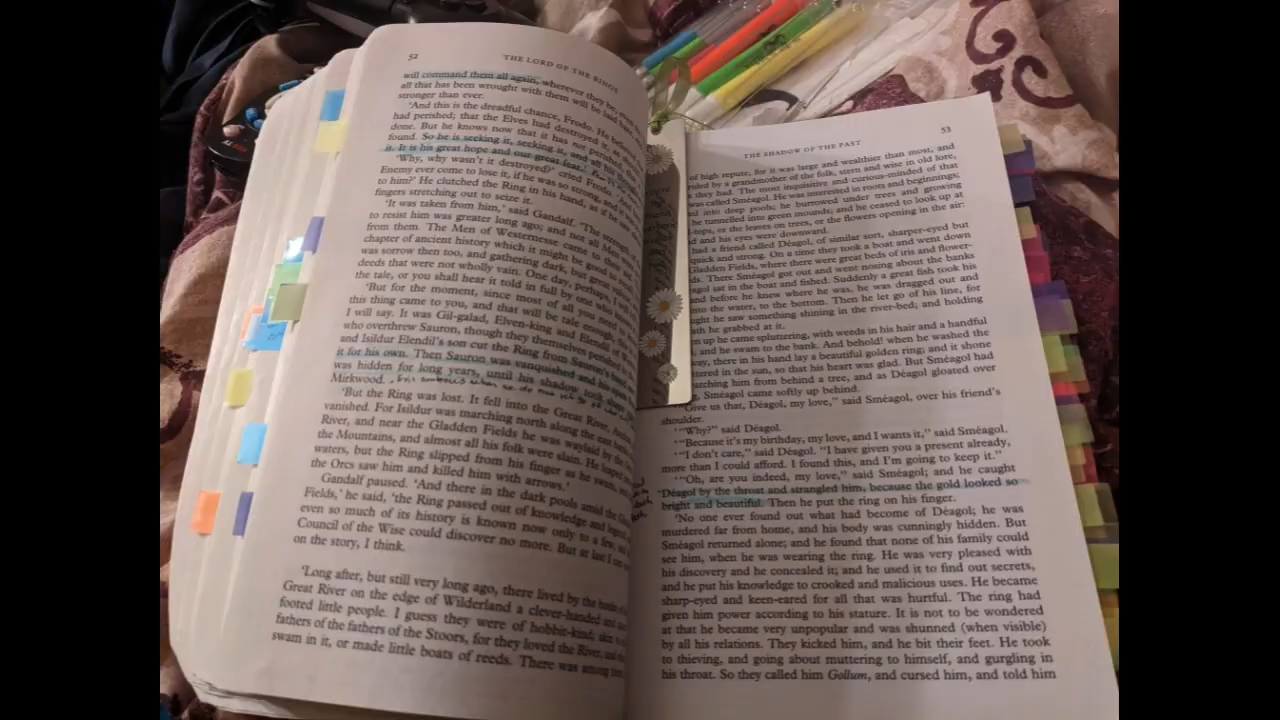 52
THE LORD OF THE RINGS
will command them all again, wherever they be, even
all that has been wrought with them will be laid bare,
stronger than ever.
'And this is the dreadful chance, Frodo. He believed
had perished; that the Elves had destroyed it, as should
done. But he knows now that it has not perished,
found. So he is seeking it, seeking it, and all his
it. It is his great hope and our great fear.'
'Why, why wasn't it destroyed?' cried Frodo. 'And
Enemy ever come to lose it, if he was so strong, and it was
to him?' He clutched the Ring in his hand, as if he saw
fingers stretching out to seize it.
'It was taken from him,' said Gandalf. 'The strength
to resist him was greater long ago; and not all Men were
from them. The Men of Westernesse came to their
chapter of ancient history which it might be good to
was sorrow then too, and gathering dark, but great
deeds that were not wholly vain. One day, perhaps, I will
the tale, or you shall hear it told in full by one who
'But for the moment, since most of all you need to
this thing came to you, and that will be tale enough,
I will say. It was Gil-galad, Elven-king and Elendil of
who overthrew Sauron, though they themselves perished
and Isildur Elendil's son cut the Ring from Sauron's hand
it for his own. Then Sauron was vanquished and his spirit
was hidden for long years, until his shadow took shape
Mirkwood.
'But the Ring was lost. It fell into the Great River,
vanished. For Isildur was marching north along the east
River, and near the Gladden Fields he was waylaid by the
the Mountains, and almost all his folk were slain. He leaped
waters, but the Ring slipped from his finger as he swam,
the Orcs saw him and killed him with arrows.'
Gandalf paused. 'And there in the dark pools amid the
Fields,' he said, 'the Ring passed out of knowledge and legend;
even so much of its history is known now only to a few, and
Council of the Wise could discover no more. But at last I can
on the story, I think.
'Long after, but still very long ago, there lived by the banks of
Great River on the edge of Wilderland a clever-handed and
footed little people. I guess they were of hobbit-kind; akin
fathers of the fathers of the Stoors, for they loved the River, and
swam in it, or made little boats of reeds. There was among
53
THE SHADOW OF THE PAST
of high repute, for it was large and wealthier than most, and
ruled by a grandmother of the folk, stern and wise in old lore,
they had. The most inquisitive and curious-minded of that
was called Sméagol. He was interested in roots and beginnings;
into deep pools; he burrowed under trees and growing
he tunnelled into green mounds; and he ceased to look up at
-tops, or the leaves on trees, or the flowers opening in the air:
and his eyes were downward.
had a friend called Déagol, of similar sort, sharper-eyed but
quick and strong. On a time they took a boat and went down
Gladden Fields, where there were great beds of iris and flower-
There Sméagol got out and went nosing about the banks
sat in the boat and fished. Suddenly a great fish took his
and before he knew where he was, he was dragged out and
into the water, to the bottom. Then he let go of his line, for
he saw something shining in the river-bed; and holding
he grabbed at it.
up he came spluttering, with weeds in his hair and a handful
and he swam to the bank. And behold! when he washed the
there in his hand lay a beautiful golden ring; and it shone
in the sun, so that his heart was glad. But Sméagol had
watching him from behind a tree, and as Déagol gloated over
Sméagol came softly up behind.
"Give us that, Déagol, my love," said Sméagol, over his friend's
shoulder.
'"Why?" said Déagol.
'"Because it's my birthday, my love, and I wants it," said Sméagol.
'"I don't care," said Déagol. "I have given you a present already,
more than I could afford. I found this, and I'm going to keep it."
'"Oh, are you indeed, my love," said Sméagol; and he caught
Déagol by the throat and strangled him, because the gold looked so
bright and beautiful. Then he put the ring on his finger.
'No one ever found out what had become of Déagol; he was
murdered far from home, and his body was cunningly hidden. But
Sméagol returned alone; and he found that none of his family could
see him, when he was wearing the ring. He was very pleased with
his discovery and he concealed it; and he used it to find out secrets,
and he put his knowledge to crooked and malicious uses. He became
sharp-eyed and keen-eared for all that was hurtful. The ring had
given him power according to his stature. It is not to be wondered
at that he became very unpopular and was shunned (when visible)
by all his relations. They kicked him, and he bit their feet. He took
to thieving, and going about muttering to himself, and gurgling in
his throat. So they called him Gollum, and cursed him, and told him